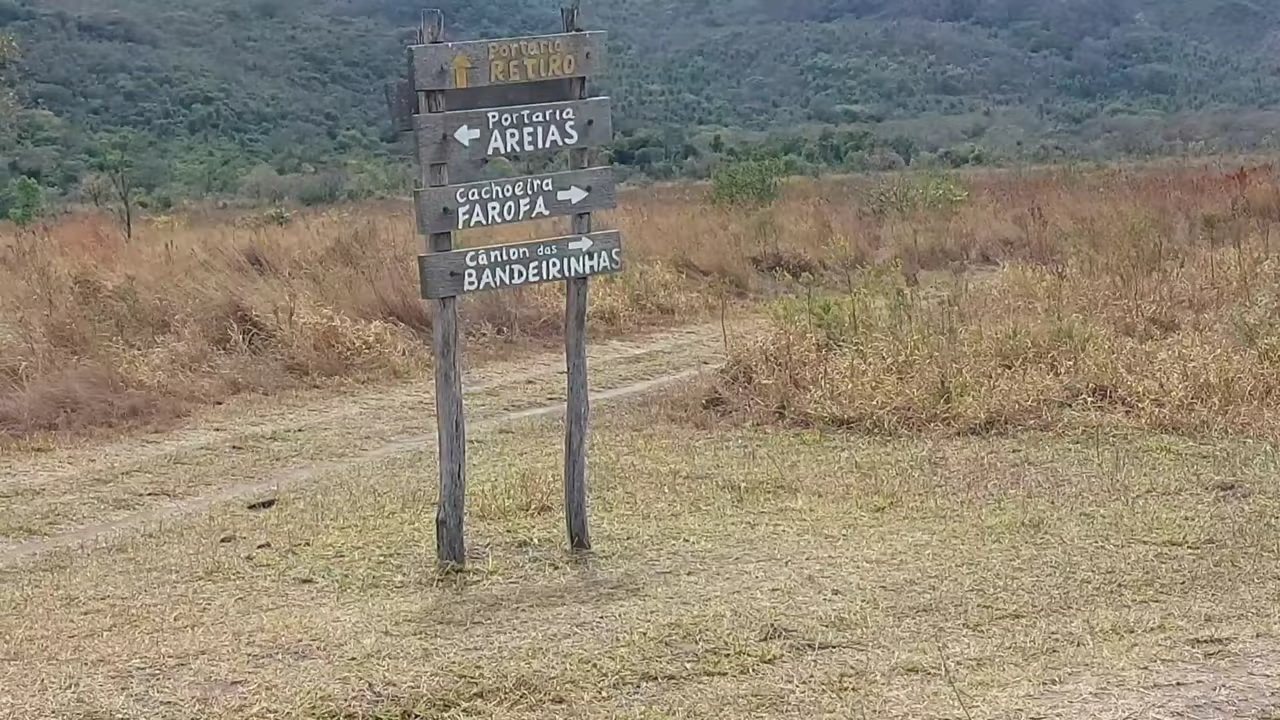 Portaria
RETIRO
Portaria
AREIAS
Cachoeira
FAROFA
Cânion das
BANDEIRINHAS